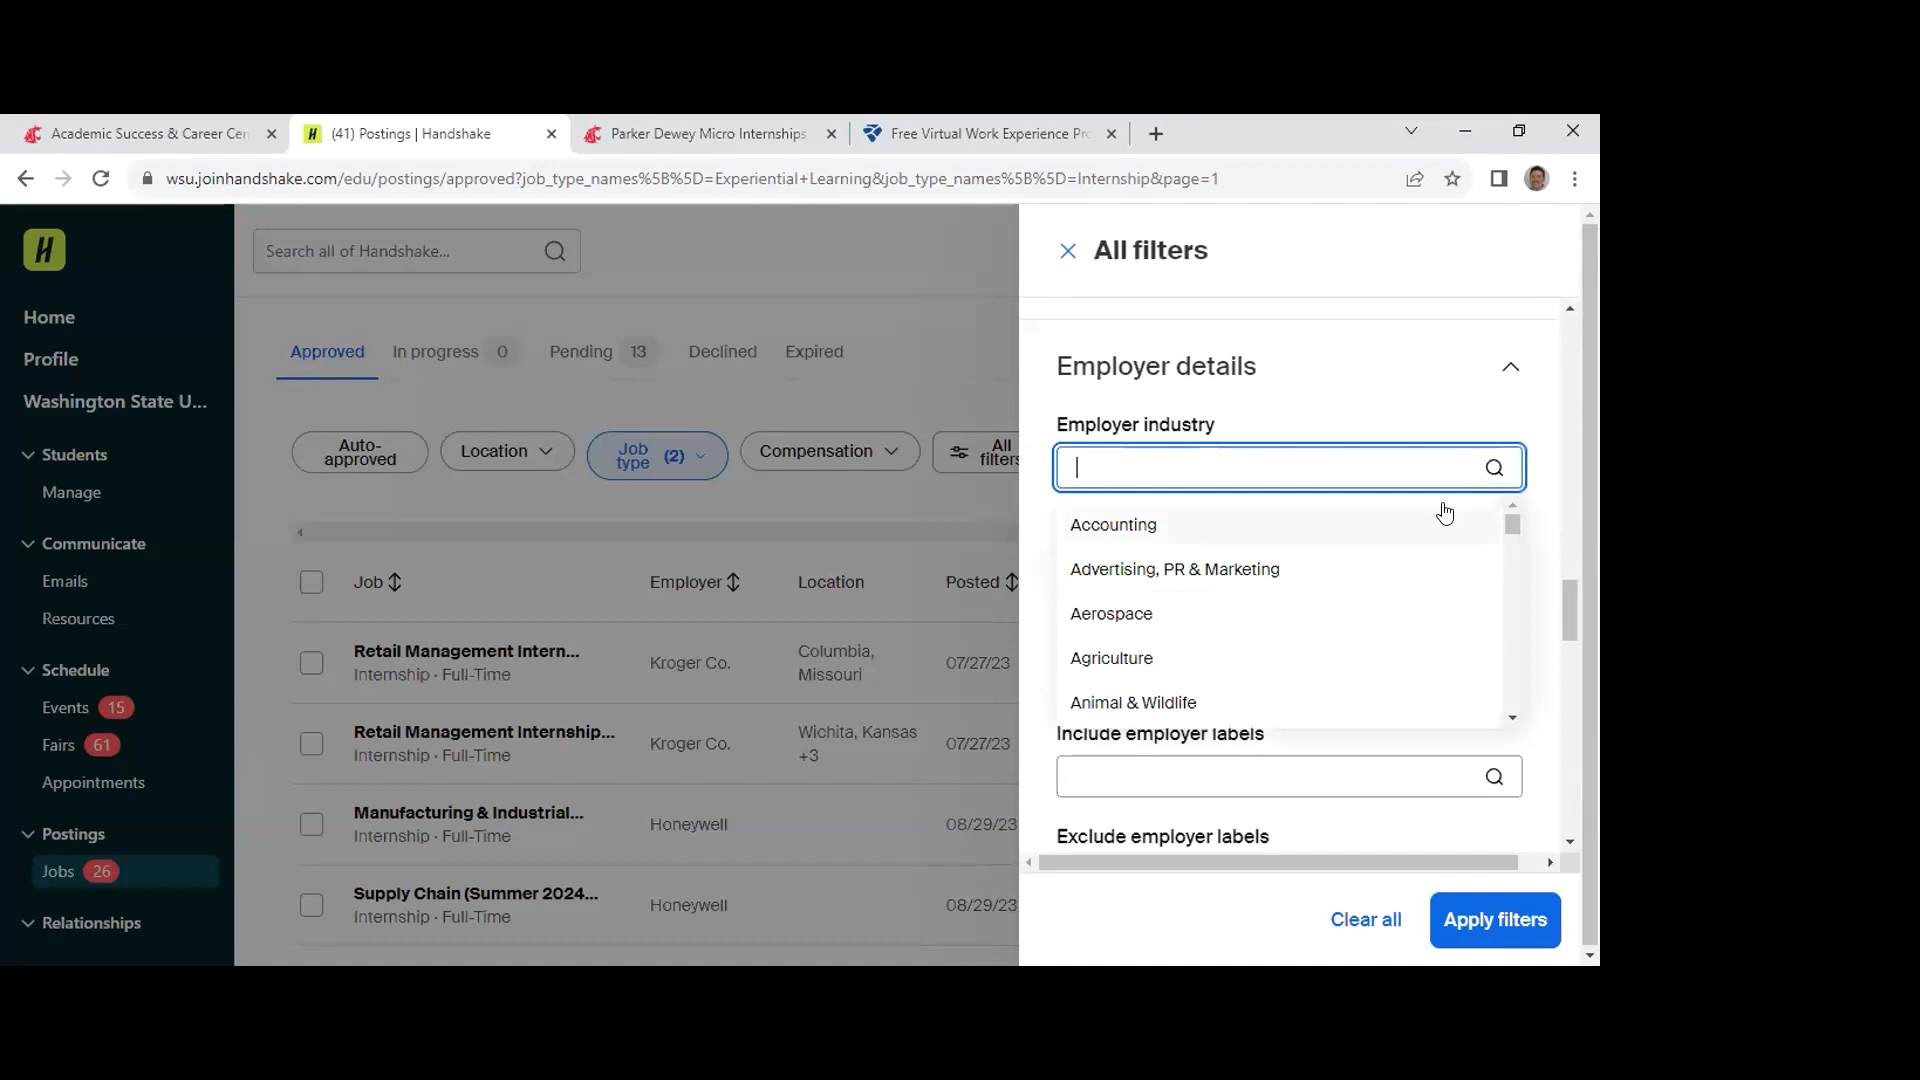 Academic Success & Career Cen
(41) Postings | Handshake
Parker Dewey Micro Internships
Free Virtual Work Experience Pro
wsu.joinhandshake.com/edu/postings/approved?job_type_names%5B%5D=Experiential+Learning&job_type_names%5B%5D=Internship&page=1
H
Home
Profile
Washington State U...
Students
Manage
Communicate
Emails
Resources
Schedule
Events 15
Fairs 61
Appointments
Postings
Jobs 26
Relationships
Search all of Handshake...
Approved In progress 0 Pending 13 Declined Expired
Auto-
approved
Location
Job
type (2)
Compensation
All
filters
Job Employer Location Posted
Retail Management Intern...
Internship · Full-Time
Kroger Co.
Columbia,
Missouri
07/27/23
Retail Management Internship...
Internship · Full-Time
Kroger Co.
Wichita, Kansas
+3
07/27/23
Manufacturing & Industrial...
Internship · Full-Time
Honeywell
08/29/23
Supply Chain (Summer 2024...
Internship · Full-Time
Honeywell
08/29/23
All filters
Employer details
Employer industry
Accounting
Advertising, PR & Marketing
Aerospace
Agriculture
Animal & Wildlife
Include employer labels
Exclude employer labels
Clear all
Apply filters